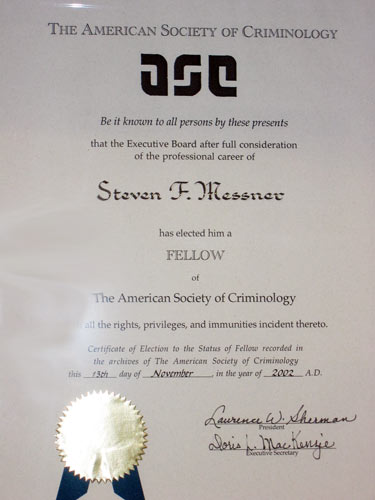 THE AMERICAN SOCIETY OF CRIMINOLOGY
asc
Be it known to all persons by these presents
that the Executive Board after full consideration
of the professional career of
Steven F. Messner
has elected him a
FELLOW
of
The American Society of Criminology
all the rights, privileges, and immunities incident thereto.
Certificate of Election to the Status of Fellow recorded in
the archives of The American Society of Criminology
this 13th day of November, in the year of 2002 A.D.
Lawrence W. Sherman
President
Doris L. MacKenzie
Executive Secretary